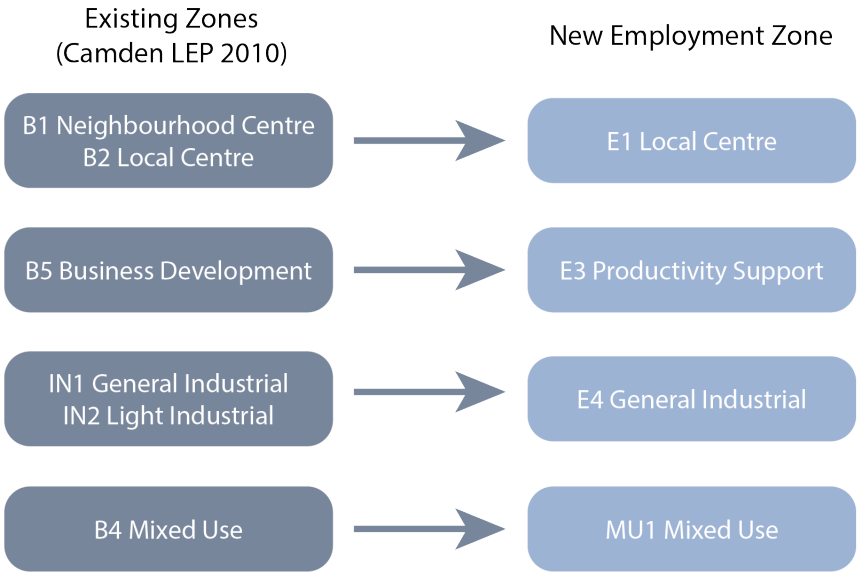 Existing Zones
(Camden LEP 2010)
New Employment Zone
B1 Neighbourhood Centre
B2 Local Centre
E1 Local Centre
B5 Business Development
E3 Productivity Support
IN1 General Industrial
IN2 Light Industrial
E4 General Industrial
B4 Mixed Use
MU1 Mixed Use